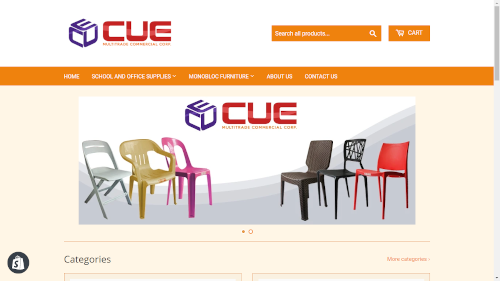 CUE
MULTITRADE COMMERCIAL CORP.
Search all products...
CART
HOME
SCHOOL AND OFFICE SUPPLIES
MONOBLOC FURNITURE
ABOUT US
CONTACT US
CUE
MULTITRADE COMMERCIAL CORP.
Categories
More categories ›